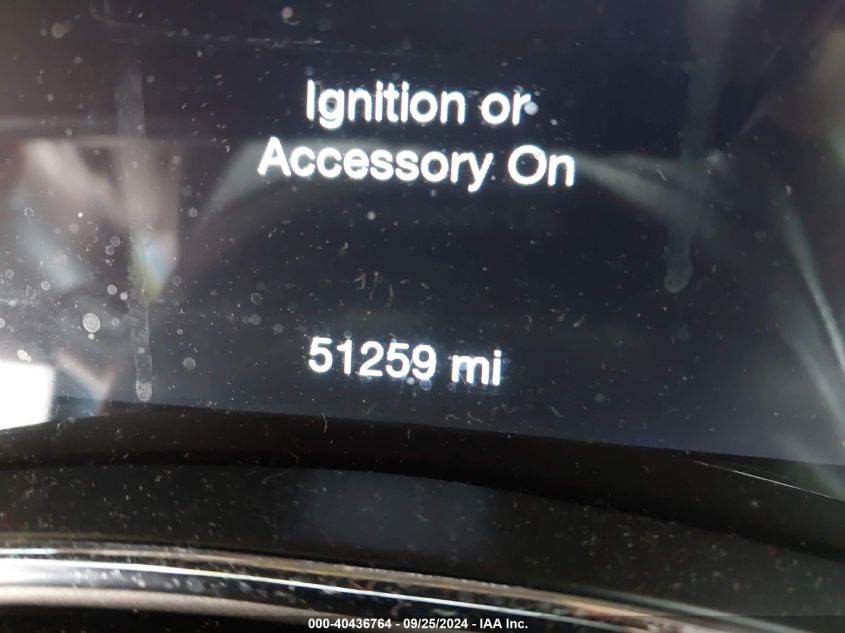 Ignition or
Accessory On
51259 mi
000-40436764 - 09/25/2024 - IAA Inc.